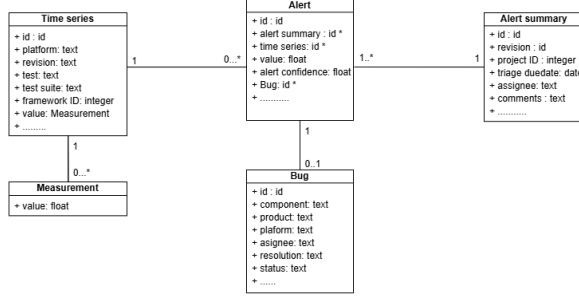 Time series
+ id : id
+ platform: text
+ revision: text
+ test: text
+ test suite: text
+ framework ID: integer
+ value: Measurement
+ .........
1
0...*
Alert
+ id : id
+ alert summary : id *
+ time series: id *
+ value: float
+ alert confidence: float
+ Bug: id *
+ ...........
1..*
1
Alert summary
+ id : id
+ revision : id
+ project ID : integer
+ triage duedate: date
+ assignee: text
+ comments : text
+ ...........
1
0...*
Measurement
+ value: float
1
0..1
Bug
+ id : id
+ component: text
+ product: text
+ plaform: text
+ asignee: text
+ resolution: text
+ status: text
+ ......